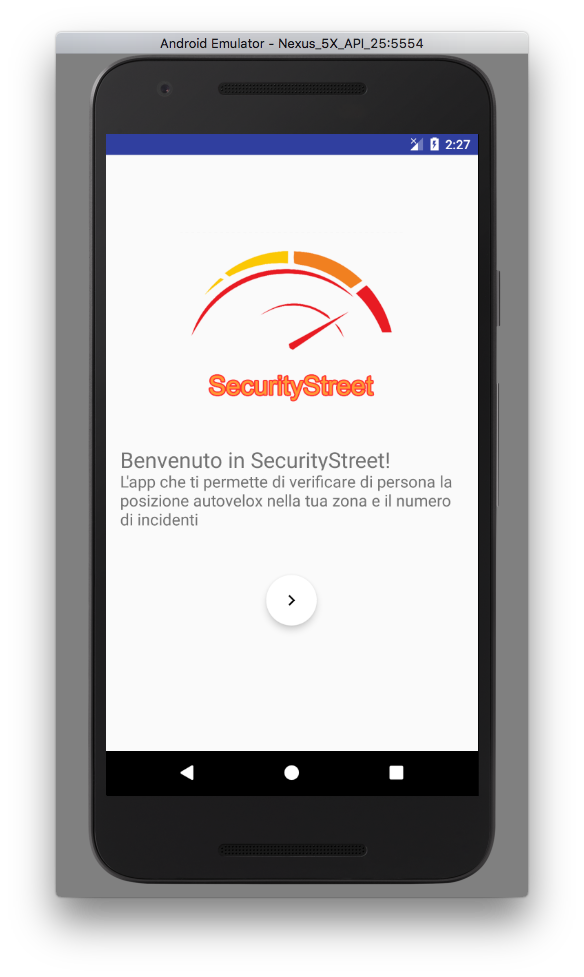 Android Emulator - Nexus_5X_API_25:5554
2:27
SecurityStreet
Benvenuto in SecurityStreet!
L'app che ti permette di verificare di persona la
posizione autovelox nella tua zona e il numero
di incidenti